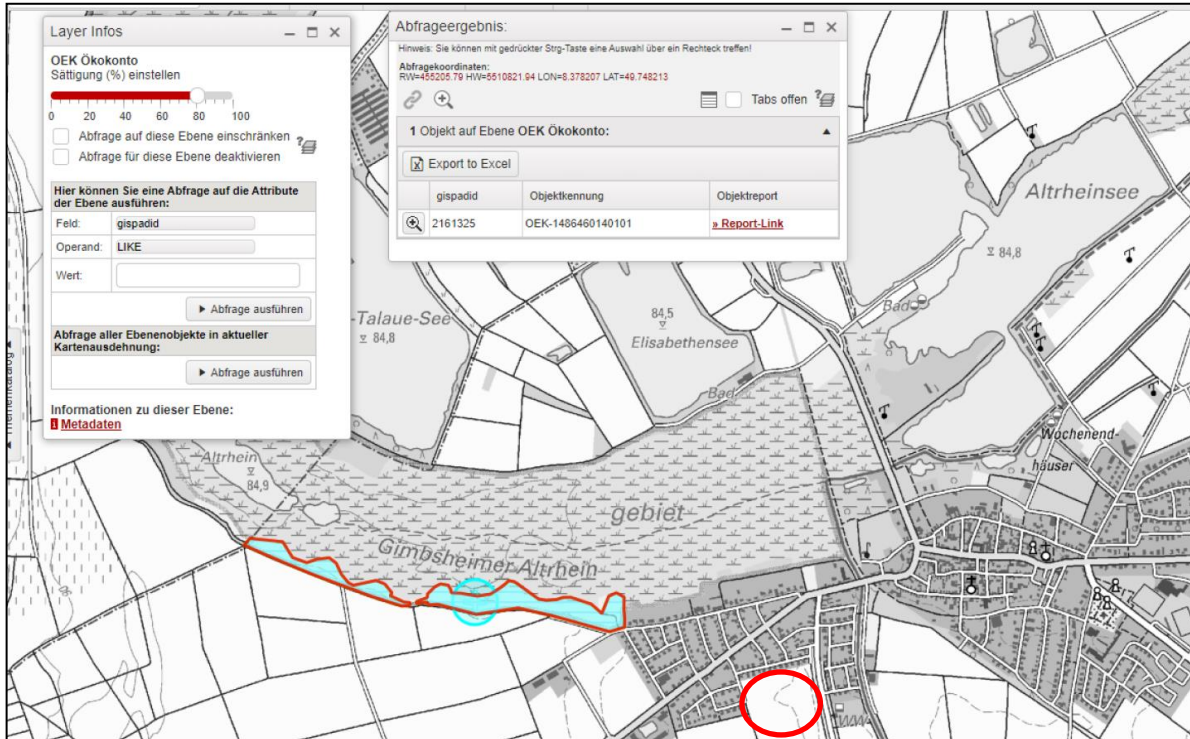 Layer Infos
OEK Ökokonto
Sättigung (%) einstellen
0 20 40 60 80 100
Abfrage auf diese Ebene einschränken
Abfrage für diese Ebene deaktivieren
Hier können Sie eine Abfrage auf die Attribute
der Ebene ausführen:
Feld: gispadid
Operand: LIKE
Wert:
Abfrage ausführen
Abfrage aller Ebenenobjekte in aktueller
Kartenausdehnung:
Abfrage ausführen
Informationen zu dieser Ebene:
Metadaten
Abfrageergebnis:
Hinweis: Sie können mit gedrückter Strg-Taste eine Auswahl über ein Rechteck treffen!
Abfragekoordinaten:
RW=455205.79 HW=5510821.94 LON=8.378207 LAT=49.748213
Tabs offen
1 Objekt auf Ebene OEK Ökokonto:
Export to Excel
gispadid Objektkennung Objektreport
2161325 OEK-1486460140101 » Report-Link
Altrheinsee
84,8
Bad
-Talaue-See
84,8
84,5
Elisabethensee
Bad
Wochenend-
häuser
Altrhein
84,9
gebiet
Gimbsheimer Altrhein
WW